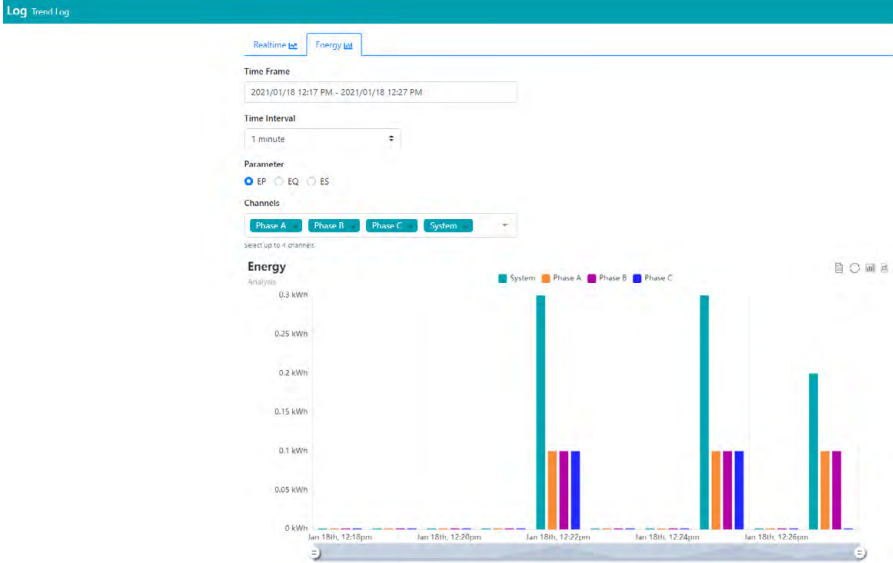 Log Trend Log
Realtime
Energy
Time Frame
2021/01/18 12:17 PM - 2021/01/18 12:27 PM
Time Interval
1 minute
Parameter
EP EQ ES
Channels
Phase A Phase B Phase C System
Select up to 4 channels
Energy
Analysis
System Phase A Phase B Phase C
0.3 kWh
0.25 kWh
0.2 kWh
0.15 kWh
0.1 kWh
0.05 kWh
0 kWh
Jan 18th, 12:18pm Jan 18th, 12:20pm Jan 18th, 12:22pm Jan 18th, 12:24pm Jan 18th, 12:26pm